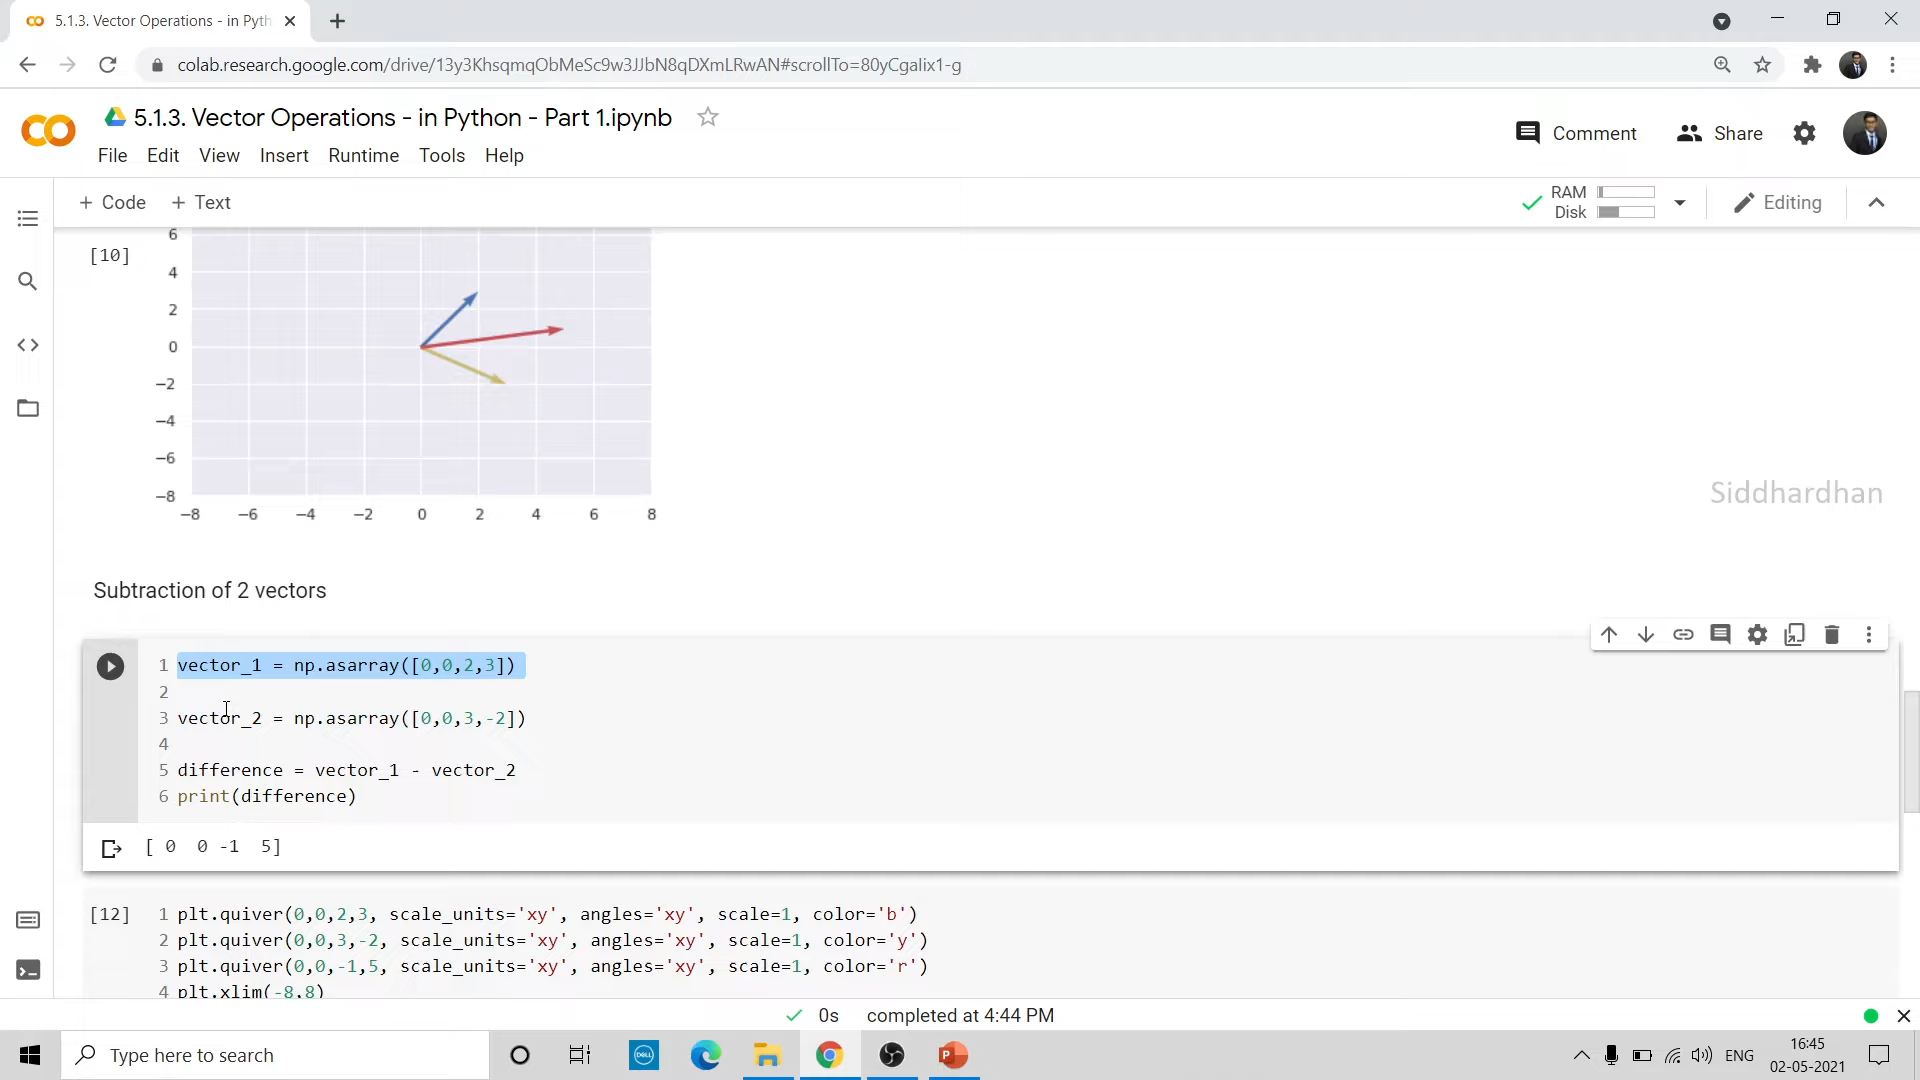 5.1.3. Vector Operations - in Pyth
colab.research.google.com/drive/13y3KhsqmqObMeSc9w3JJbN8qDXmLRwAN#scrollTo=80yCgaIix1-g
5.1.3. Vector Operations - in Python - Part 1.ipynb
Comment
Share
File Edit View Insert Runtime Tools Help
+ Code + Text
RAM
Disk
Editing
[10]
6
4
2
0
−2
−4
−6
−8
−8 −6 −4 −2 0 2 4 6 8
Siddhardhan
Subtraction of 2 vectors
1 vector_1 = np.asarray([0,0,2,3])
2
3 vector_2 = np.asarray([0,0,3,-2])
4
5 difference = vector_1 - vector_2
6 print(difference)
[ 0 0 -1 5]
[12]
1 plt.quiver(0,0,2,3, scale_units='xy', angles='xy', scale=1, color='b')
2 plt.quiver(0,0,3,-2, scale_units='xy', angles='xy', scale=1, color='y')
3 plt.quiver(0,0,-1,5, scale_units='xy', angles='xy', scale=1, color='r')
4 plt.xlim(-8,8)
0s completed at 4:44 PM
Type here to search
DELL
P
ENG
16:45
02-05-2021